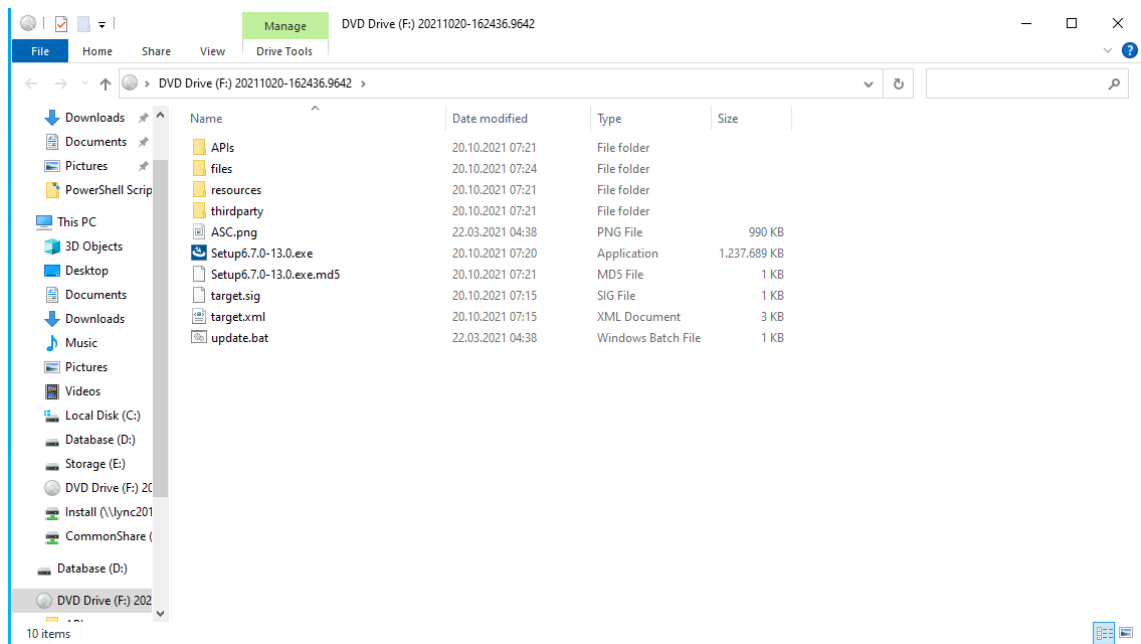 Manage
DVD Drive (F:) 20211020-162436.9642
File Home Share View Drive Tools
DVD Drive (F:) 20211020-162436.9642
Downloads
Documents
Pictures
PowerShell Scrip
This PC
3D Objects
Desktop
Documents
Downloads
Music
Pictures
Videos
Local Disk (C:)
Database (D:)
Storage (E:)
DVD Drive (F:) 20
Install (\\lync201
CommonShare (
Database (D:)
DVD Drive (F:) 202
Name Date modified Type Size
APIs 20.10.2021 07:21 File folder
files 20.10.2021 07:24 File folder
resources 20.10.2021 07:21 File folder
thirdparty 20.10.2021 07:21 File folder
ASC.png 22.03.2021 04:38 PNG File 990 KB
Setup6.7.0-13.0.exe 20.10.2021 07:20 Application 1.237.689 KB
Setup6.7.0-13.0.exe.md5 20.10.2021 07:21 MD5 File 1 KB
target.sig 20.10.2021 07:15 SIG File 1 KB
target.xml 20.10.2021 07:15 XML Document 3 KB
update.bat 22.03.2021 04:38 Windows Batch File 1 KB
10 items